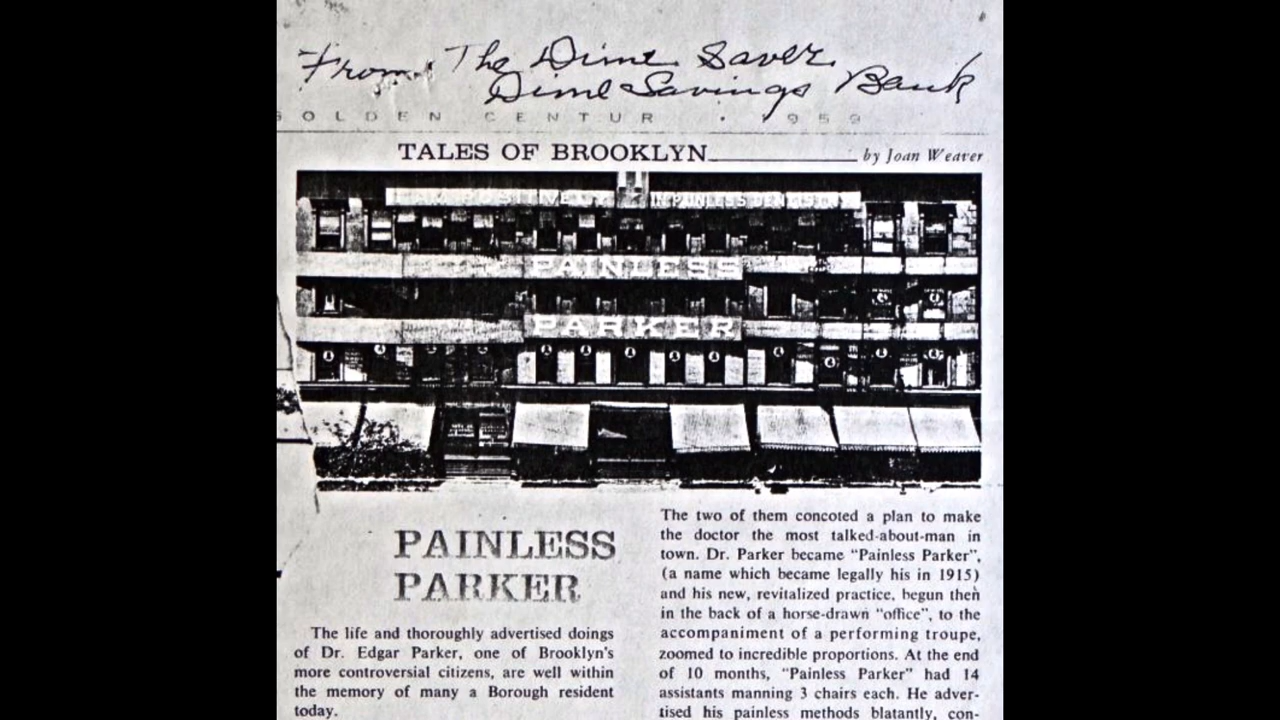 From The Dime Saver
Dime Savings Bank
GOLDEN CENTUR • 1959
TALES OF BROOKLYN by Joan Weaver
IN PAINLESS DENTISTRY
PAINLESS
PARKER
PAINLESS
PARKER
The life and thoroughly advertised doings
of Dr. Edgar Parker, one of Brooklyn's
more controversial citizens, are well within
the memory of many a Borough resident
today.
The two of them concoted a plan to make
the doctor the most talked-about-man in
town. Dr. Parker became “Painless Parker”,
(a name which became legally his in 1915)
and his new, revitalized practice, begun then
in the back of a horse-drawn “office”, to the
accompaniment of a performing troupe,
zoomed to incredible proportions. At the end
of 10 months, “Painless Parker” had 14
assistants manning 3 chairs each. He adver-
tised his painless methods blatantly, con-